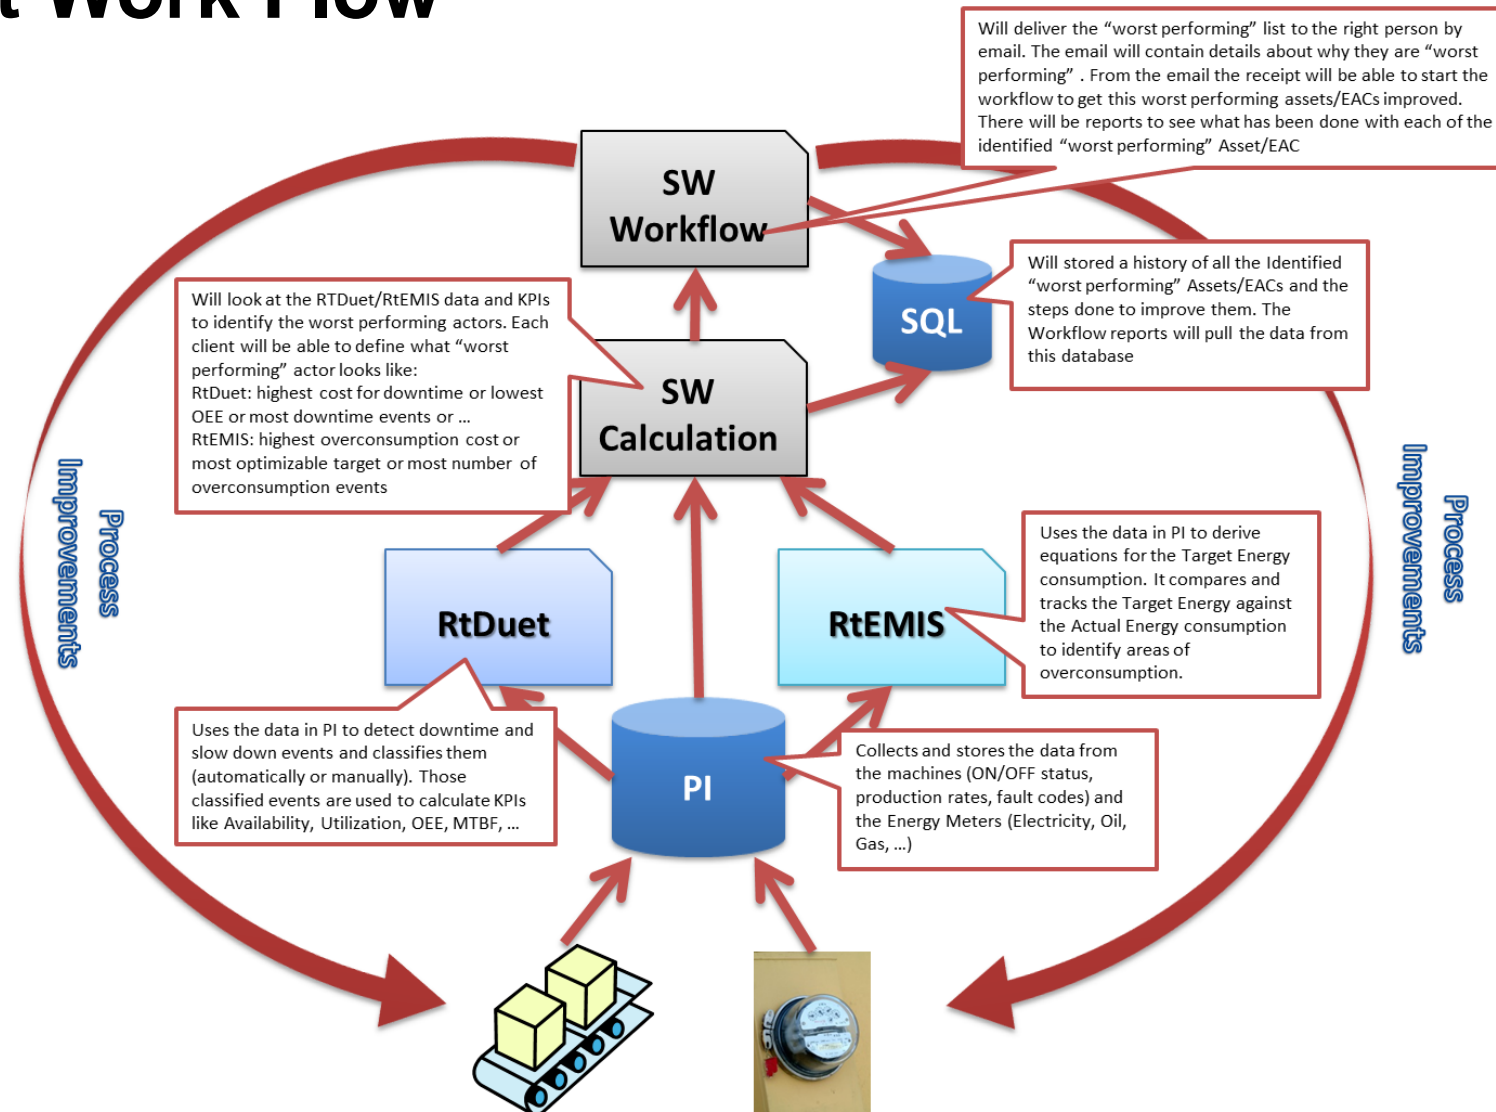 t Work Flow
Will deliver the “worst performing” list to the right person by
email. The email will contain details about why they are “worst
performing” . From the email the receipt will be able to start the
workflow to get this worst performing assets/EACs improved.
There will be reports to see what has been done with each of the
identified “worst performing” Asset/EAC
SW
Workflow
Will stored a history of all the Identified
“worst performing” Assets/EACs and the
steps done to improve them. The
Workflow reports will pull the data from
this database
SQL
Will look at the RTDuet/RtEMIS data and KPIs
to identify the worst performing actors. Each
client will be able to define what “worst
performing” actor looks like:
RtDuet: highest cost for downtime or lowest
OEE or most downtime events or …
RtEMIS: highest overconsumption cost or
most optimizable target or most number of
overconsumption events
SW
Calculation
Process
Improvements
Process
Improvements
Uses the data in PI to derive
equations for the Target Energy
consumption. It compares and
tracks the Target Energy against
the Actual Energy consumption
to identify areas of
overconsumption.
RtDuet
RtEMIS
Uses the data in PI to detect downtime and
slow down events and classifies them
(automatically or manually). Those
classified events are used to calculate KPIs
like Availability, Utilization, OEE, MTBF, …
PI
Collects and stores the data from
the machines (ON/OFF status,
production rates, fault codes) and
the Energy Meters (Electricity, Oil,
Gas, …)